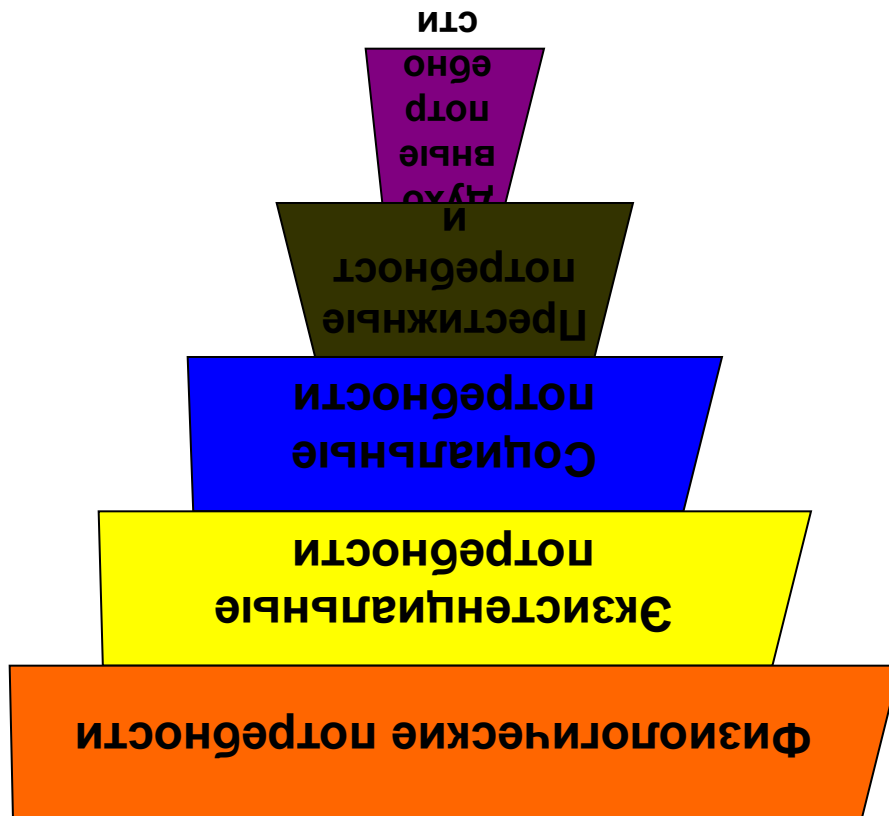 Физиологические потребности
Экзистенциальные
потребности
Социальные
потребности
Престижные
потребност
и
духо
вные
потр
ебно
сти